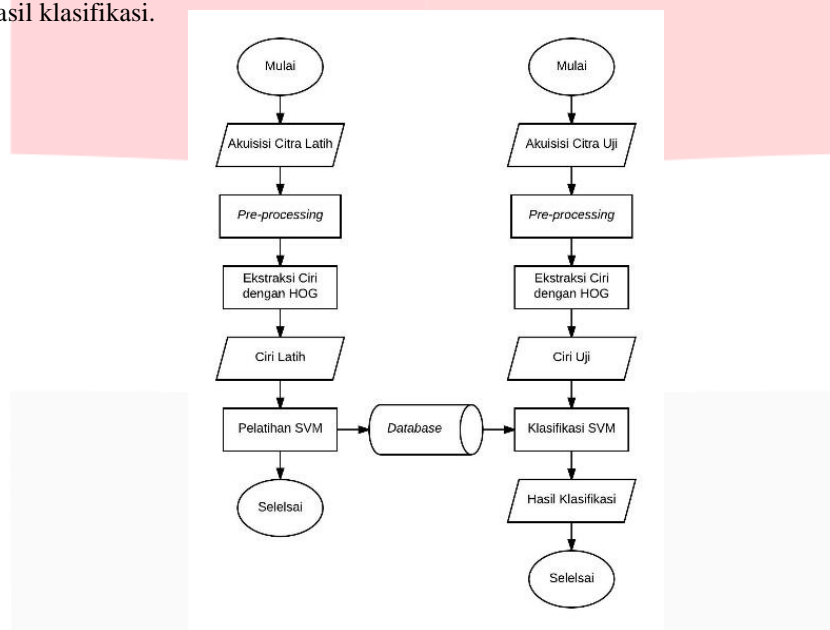 asil klasifikasi.
Mulai
Akuisisi Citra Latih
Pre-processing
Ekstraksi Ciri
dengan HOG
Ciri Latih
Pelatihan SVM
Selelsai
Database
Mulai
Akuisisi Citra Uji
Pre-processing
Ekstraksi Ciri
dengan HOG
Ciri Uji
Klasifikasi SVM
Hasil Klasifikasi
Selelsai